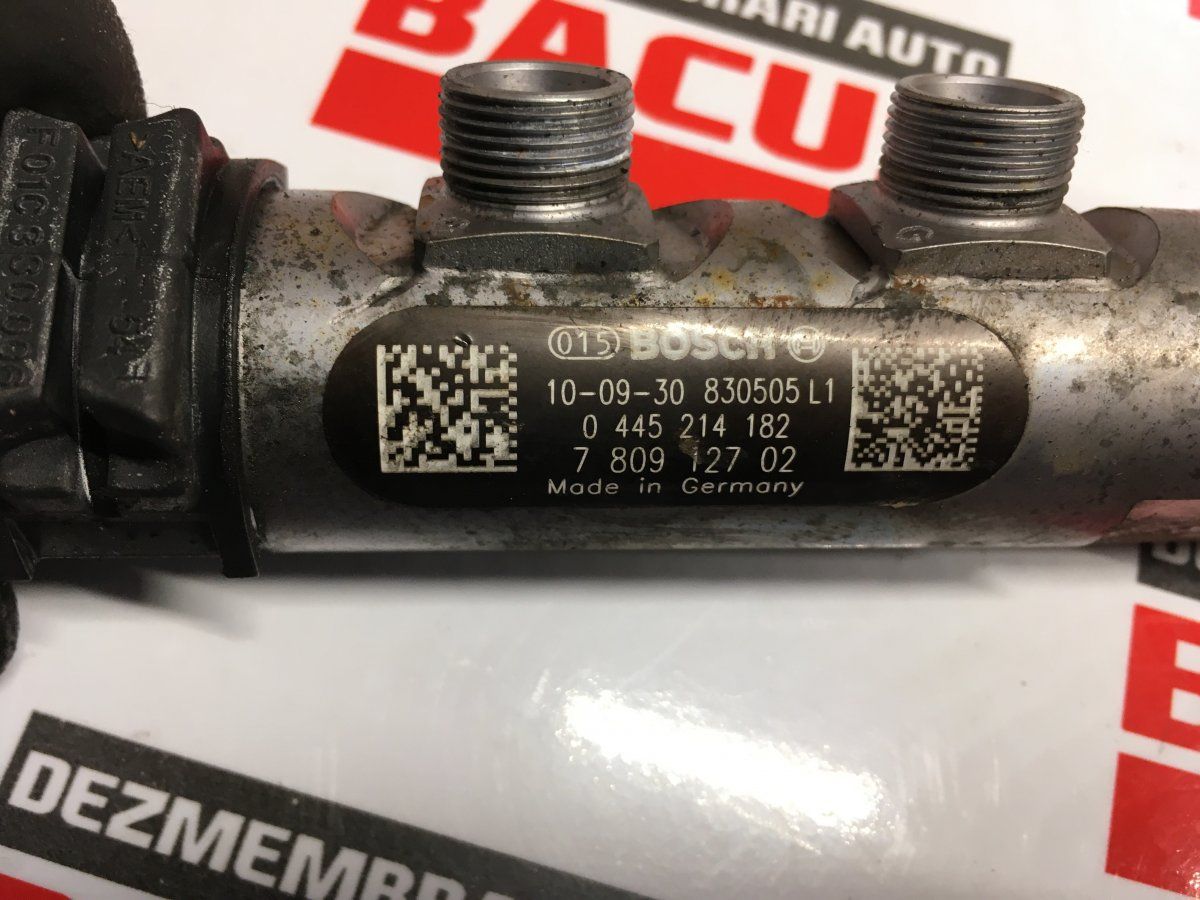 BACU
015 BOSCH
10-09-30 830505 L1
0 445 214 182
7 809 127 02
Made in Germany
DEZMEMBRARI